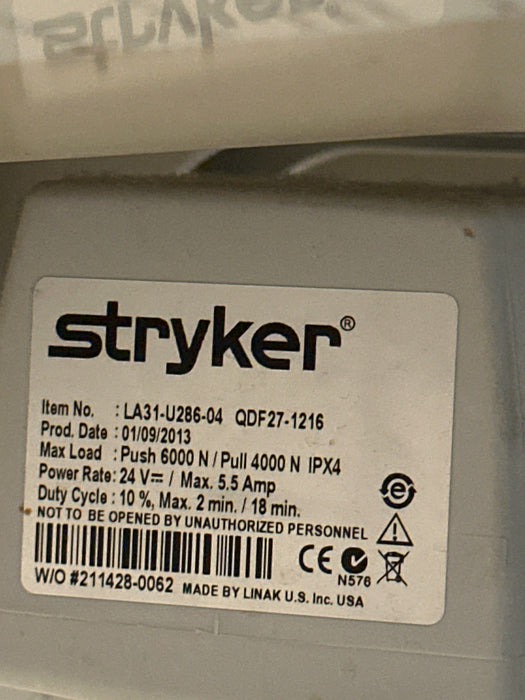 stryker
stryker®
Item No. : LA31-U286-04 QDF27-1216
Prod. Date : 01/09/2013
Max Load : Push 6000 N / Pull 4000 N IPX4
Power Rate: 24 V⎓ / Max. 5.5 Amp
Duty Cycle : 10 %, Max. 2 min. / 18 min.
NOT TO BE OPENED BY UNAUTHORIZED PERSONNEL
CE
N576
W/O #211428-0062 MADE BY LINAK U.S. Inc. USA